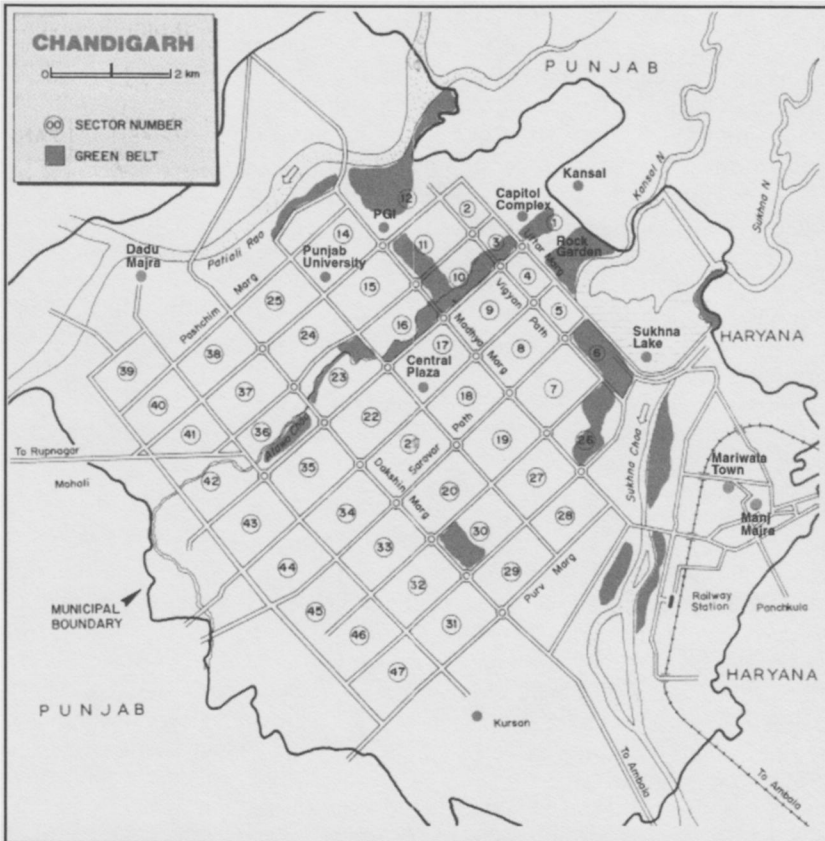 CHANDIGARH
0 2 km
00 SECTOR NUMBER
GREEN BELT
PUNJAB
Kansal
Kansal N
Sukhna N
Capitol
Complex
1
Rock
Garden
Uttar Marg
12
PGI
2
3
11
14
Patiali Rao
Dadu
Majra
Punjab
University
10
4
Vigyan Path
5
15
25
Pashchim Marg
9
16
Madhya Marg
8
6
Sukhna
Lake
HARYANA
24
17
38
Central
Plaza
39
23
7
37
18
40
22
26
36
Atawa Choa
41
21
Sarovar Path
19
To Rupnagar
35
Dakshin Marg
Sukhna Choa
Mariwala
Town
Mohali
42
27
20
34
Mani
Majra
43
28
30
33
44
29
32
Purv Marg
Railway
Station
Panchkula
MUNICIPAL
BOUNDARY
45
31
46
47
HARYANA
PUNJAB
Kursan
To Ambala
To Ambala